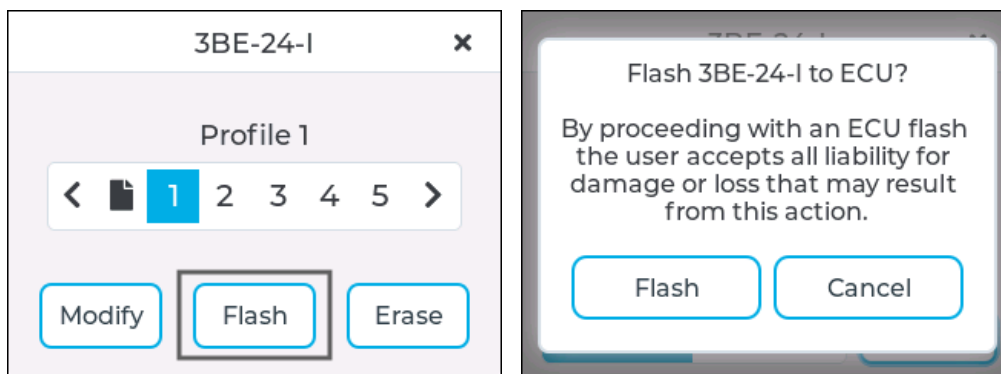 3BE-24-I ×
Profile 1
1 2 3 4 5
Modify Flash Erase
Flash 3BE-24-I to ECU?
By proceeding with an ECU flash
the user accepts all liability for
damage or loss that may result
from this action.
Flash Cancel